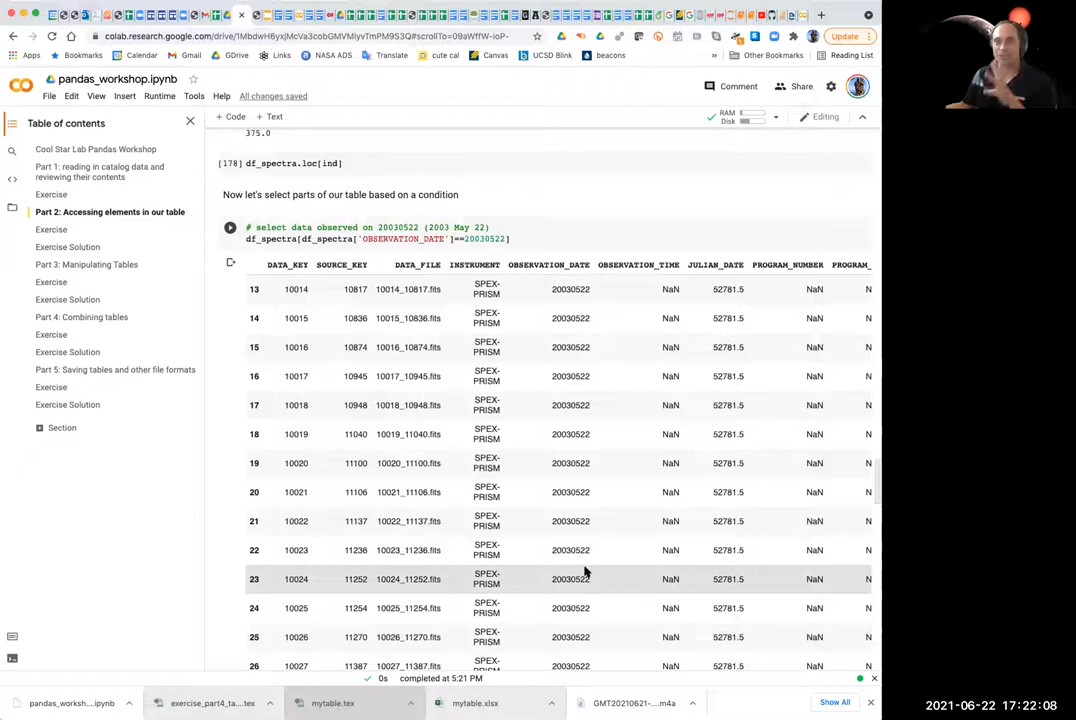 colab.research.google.com/drive/1MbdwH6yxjMcVa3cobGMVMiyvTmPM9S3Q#scrollTo=09aWffW-ioP-
Update
Apps
Bookmarks
Calendar
Gmail
GDrive
Links
NASA ADS
Translate
cute cal
Canvas
UCSD Blink
beacons
»
Other Bookmarks
Reading List
pandas_workshop.ipynb
File Edit View Insert Runtime Tools Help All changes saved
Comment
Share
Table of contents
+ Code + Text
RAM
Disk
Editing
Cool Star Lab Pandas Workshop
Part 1: reading in catalog data and
reviewing their contents
Exercise
Part 2: Accessing elements in our table
Exercise
Exercise Solution
Part 3: Manipulating Tables
Exercise
Exercise Solution
Part 4: Combining tables
Exercise
Exercise Solution
Part 5: Saving tables and other file formats
Exercise
Exercise Solution
Section
375.0
[178] df_spectra.loc[ind]
Now let's select parts of our table based on a condition
# select data observed on 20030522 (2003 May 22)
df_spectra[df_spectra['OBSERVATION_DATE']==20030522]
DATA_KEY SOURCE_KEY DATA_FILE INSTRUMENT OBSERVATION_DATE OBSERVATION_TIME JULIAN_DATE PROGRAM_NUMBER PROGRAM_
13 10014 10817 10014_10817.fits SPEX-PRISM 20030522 NaN 52781.5 NaN N
14 10015 10836 10015_10836.fits SPEX-PRISM 20030522 NaN 52781.5 NaN N
15 10016 10874 10016_10874.fits SPEX-PRISM 20030522 NaN 52781.5 NaN N
16 10017 10945 10017_10945.fits SPEX-PRISM 20030522 NaN 52781.5 NaN N
17 10018 10948 10018_10948.fits SPEX-PRISM 20030522 NaN 52781.5 NaN N
18 10019 11040 10019_11040.fits SPEX-PRISM 20030522 NaN 52781.5 NaN N
19 10020 11100 10020_11100.fits SPEX-PRISM 20030522 NaN 52781.5 NaN N
20 10021 11106 10021_11106.fits SPEX-PRISM 20030522 NaN 52781.5 NaN N
21 10022 11137 10022_11137.fits SPEX-PRISM 20030522 NaN 52781.5 NaN N
22 10023 11236 10023_11236.fits SPEX-PRISM 20030522 NaN 52781.5 NaN N
23 10024 11252 10024_11252.fits SPEX-PRISM 20030522 NaN 52781.5 NaN N
24 10025 11254 10025_11254.fits SPEX-PRISM 20030522 NaN 52781.5 NaN N
25 10026 11270 10026_11270.fits SPEX-PRISM 20030522 NaN 52781.5 NaN N
26 10027 11387 10027_11387.fits SPEX-PRISM 20030522 NaN 52781.5 NaN N
0s completed at 5:21 PM
pandas_worksh....ipynb
exercise_part4_ta....tex
mytable.tex
mytable.xlsx
GMT20210621-....m4a
Show All
2021-06-22 17:22:08